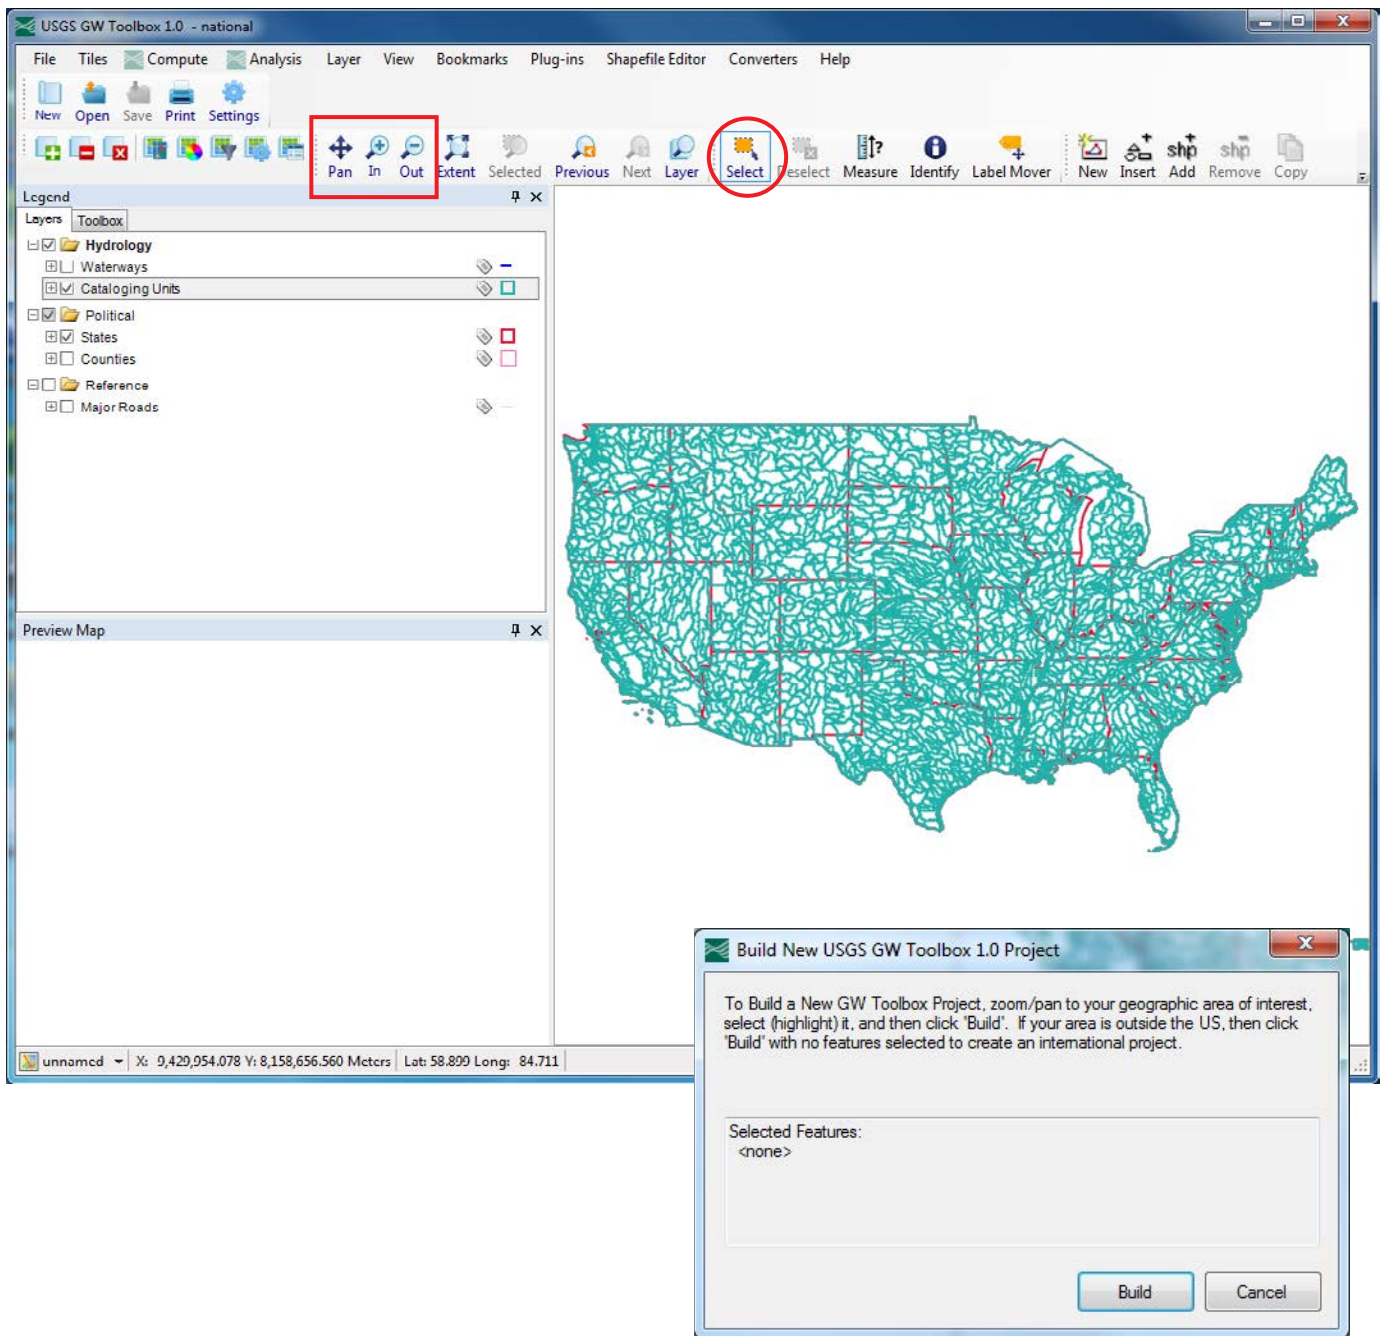 USGS GW Toolbox 1.0 - national
File Tiles Compute Analysis Layer View Bookmarks Plug-ins Shapefile Editor Converters Help
New Open Save Print Settings
Pan In Out Extent Selected Previous Next Layer Select Deselect Measure Identify Label Mover New Insert Add Remove Copy
shp shp
Legend
Layers Toolbox
Hydrology
Waterways
Cataloging Units
Political
States
Counties
Reference
Major Roads
Preview Map
unnamed X: 9,429,954.078 Y: 8,158,656.560 Meters Lat: 58.899 Long: 84.711
Build New USGS GW Toolbox 1.0 Project
To Build a New GW Toolbox Project, zoom/pan to your geographic area of interest,
select (highlight) it, and then click 'Build'. If your area is outside the US, then click
'Build' with no features selected to create an international project.
Selected Features:
<none>
Build Cancel